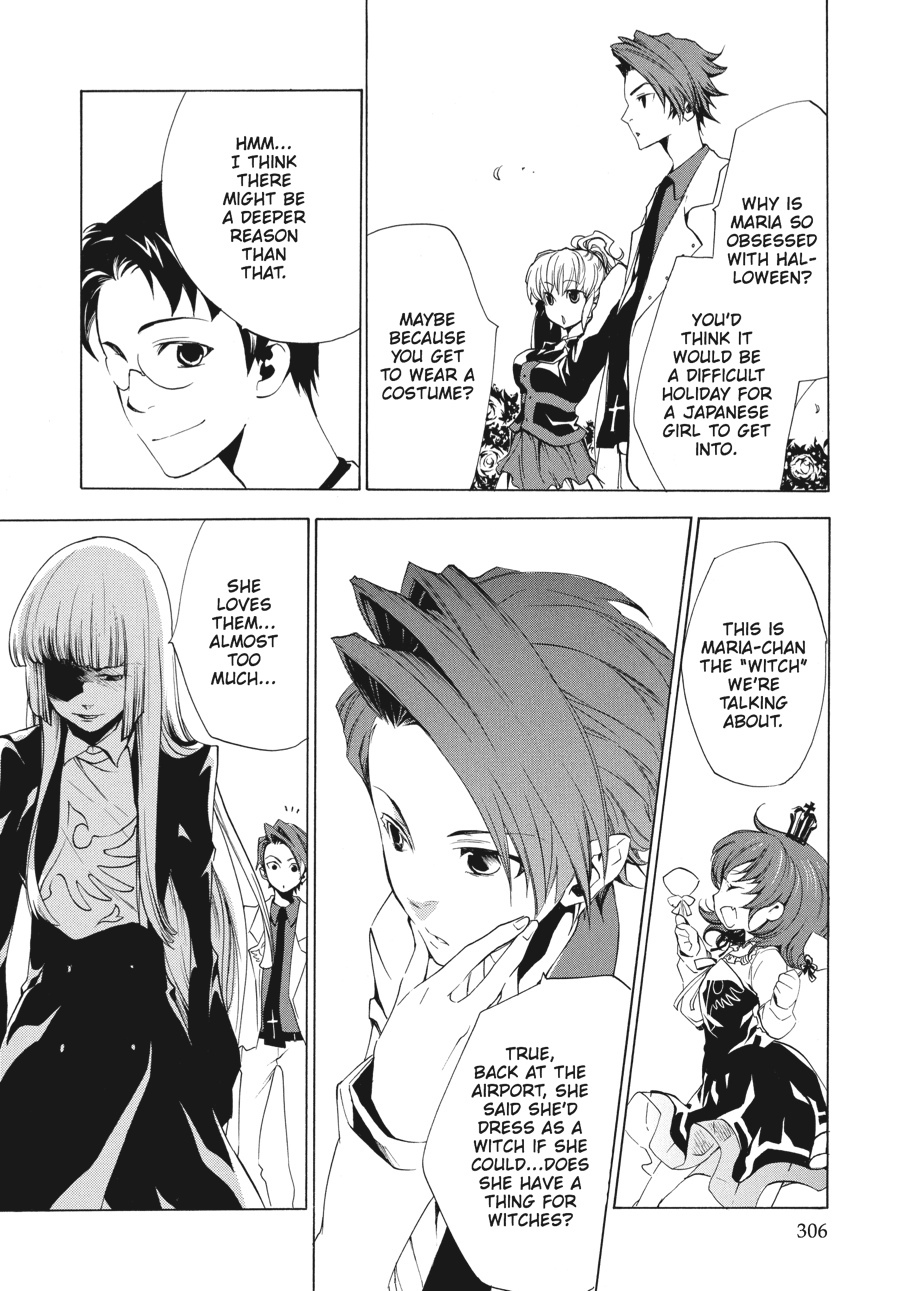 WHY IS
MARIA SO
OBSESSED
WITH HAL-
LOWEEN?
YOU'D
THINK IT
WOULD BE
A DIFFICULT
HOLIDAY FOR
A JAPANESE
GIRL TO GET
INTO.
MAYBE
BECAUSE
YOU GET
TO WEAR A
COSTUME?
HMM...
I THINK
THERE
MIGHT BE
A DEEPER
REASON
THAN
THAT.
THIS IS
MARIA-CHAN
THE "WITCH"
WE'RE
TALKING
ABOUT.
TRUE,
BACK AT THE
AIRPORT, SHE
SAID SHE'D
DRESS AS A
WITCH IF SHE
COULD...DOES
SHE HAVE A
THING FOR
WITCHES?
SHE
LOVES
THEM...
ALMOST
TOO
MUCH...
306